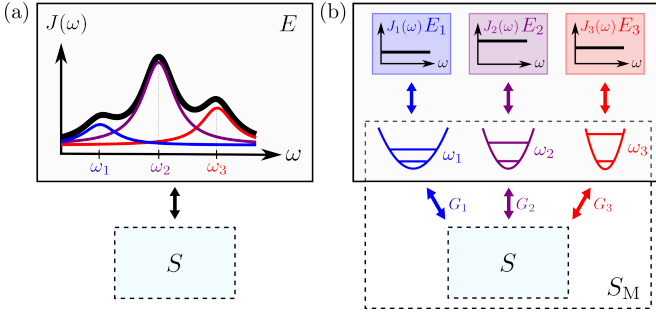 (a)
J(ω)
E
ω
ω₁
ω₂
ω₃
S
(b)
J₁(ω) E₁
ω
J₂(ω) E₂
ω
J₃(ω) E₃
ω
ω₁
ω₂
ω₃
G₁
G₂
G₃
S
S_M